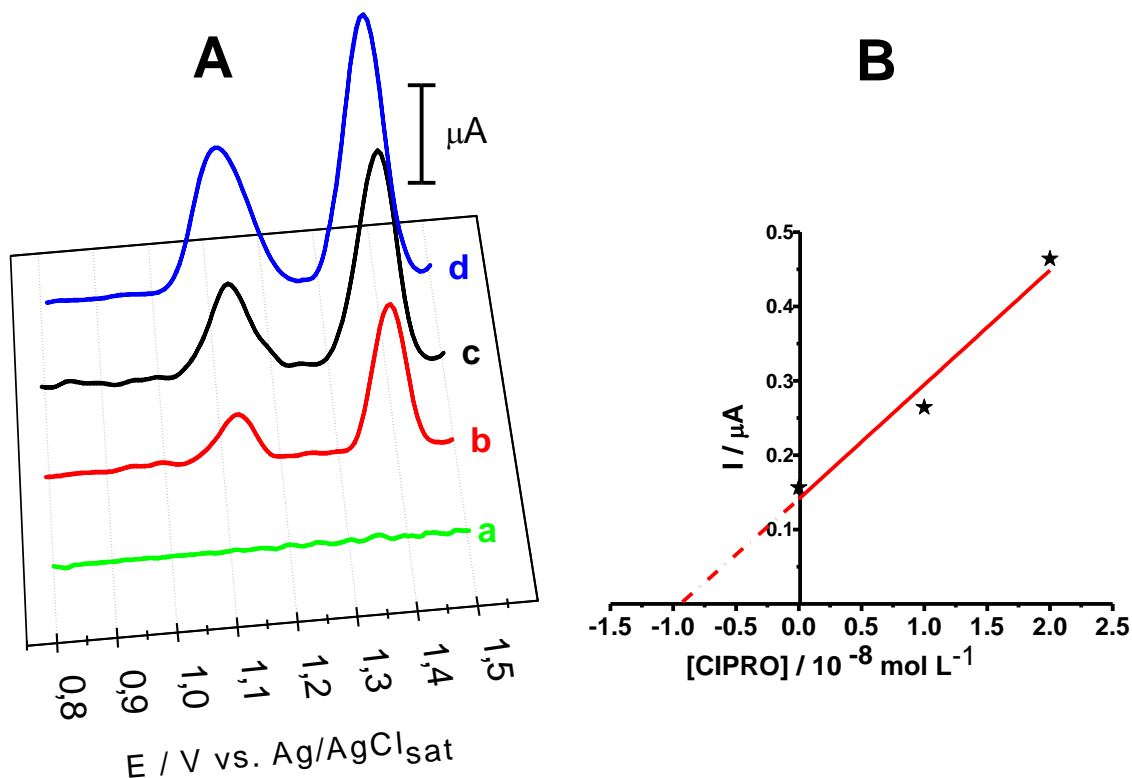 A
μA
d
c
b
a
0,8
0,9
1,0
1,1
1,2
1,3
1,4
1,5
E / V vs. Ag/AgClsat
B
0.5
0.4
0.3
0.2
0.1
I / μA
-1.5 -1.0 -0.5 0.0 0.5 1.0 1.5 2.0 2.5
[CIPRO] / 10 -8 mol L-1